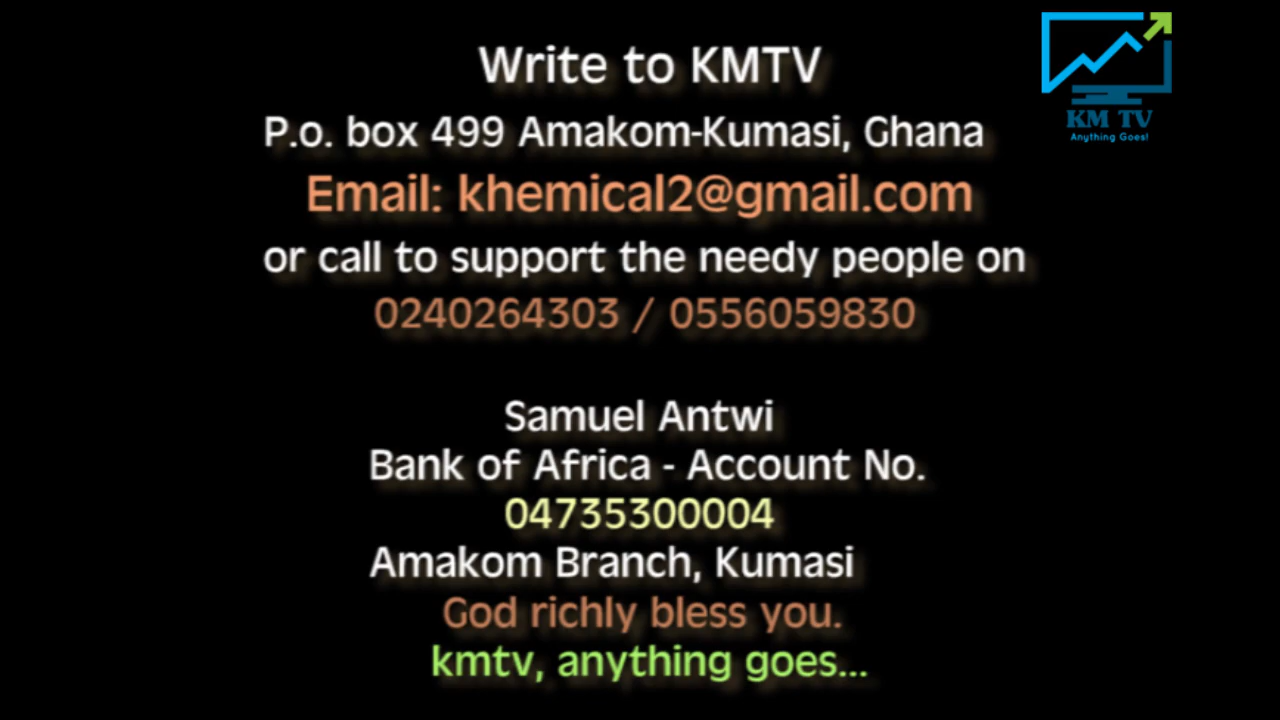 Write to KMTV
P.o. box 499 Amakom-Kumasi, Ghana
Email: khemical2@gmail.com
or call to support the needy people on
0240264303 / 0556059830
Samuel Antwi
Bank of Africa - Account No.
04735300004
Amakom Branch, Kumasi
God richly bless you.
kmtv, anything goes...
KM TV
Anything Goes!